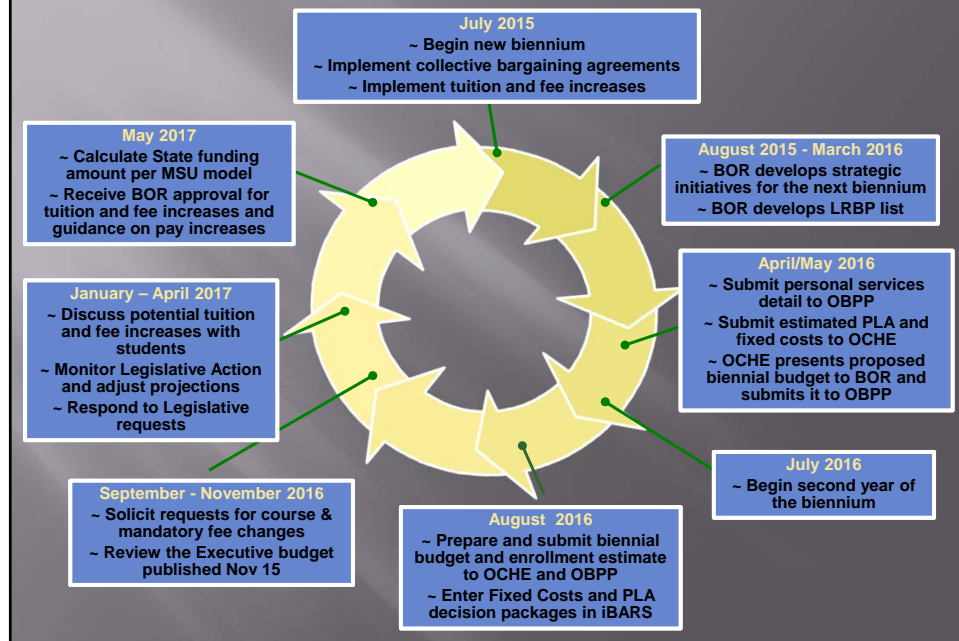 July 2015
~ Begin new biennium
~ Implement collective bargaining agreements
~ Implement tuition and fee increases
August 2015 - March 2016
~ BOR develops strategic
initiatives for the next biennium
~ BOR develops LRBP list
April/May 2016
~ Submit personal services
detail to OBPP
~ Submit estimated PLA and
fixed costs to OCHE
~ OCHE presents proposed
biennial budget to BOR and
submits it to OBPP
July 2016
~ Begin second year of
the biennium
August  2016
~ Prepare and submit biennial
budget and enrollment estimate
to OCHE and OBPP
~ Enter Fixed Costs and PLA
decision packages in iBARS
September - November 2016
~ Solicit requests for course &
mandatory fee changes
~ Review the Executive budget
published Nov 15
January – April 2017
~ Discuss potential tuition
and fee increases with
students
~ Monitor Legislative Action
and adjust projections
~ Respond to Legislative
requests
May 2017
~ Calculate State funding
amount per MSU model
~ Receive BOR approval for
tuition and fee increases and
guidance on pay increases